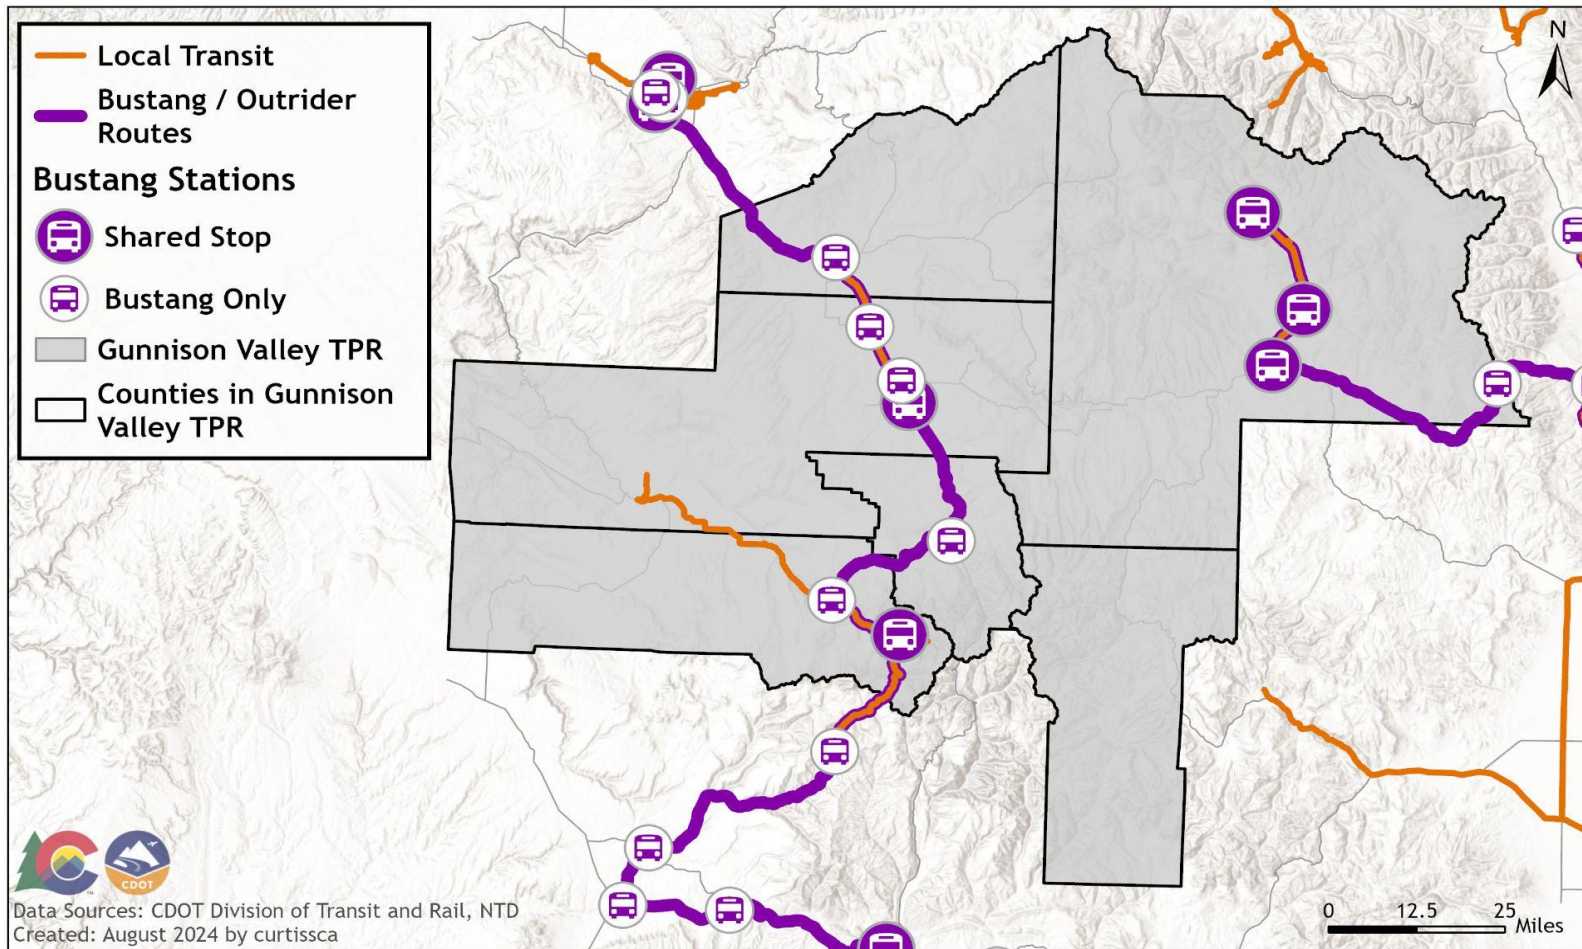 Local Transit
Bustang / Outrider
Routes
Bustang Stations
Shared Stop
Bustang Only
Gunnison Valley TPR
Counties in Gunnison
Valley TPR
N
CDOT
Data Sources: CDOT Division of Transit and Rail, NTD
Created: August 2024 by curtissca
0 12.5 25
Miles